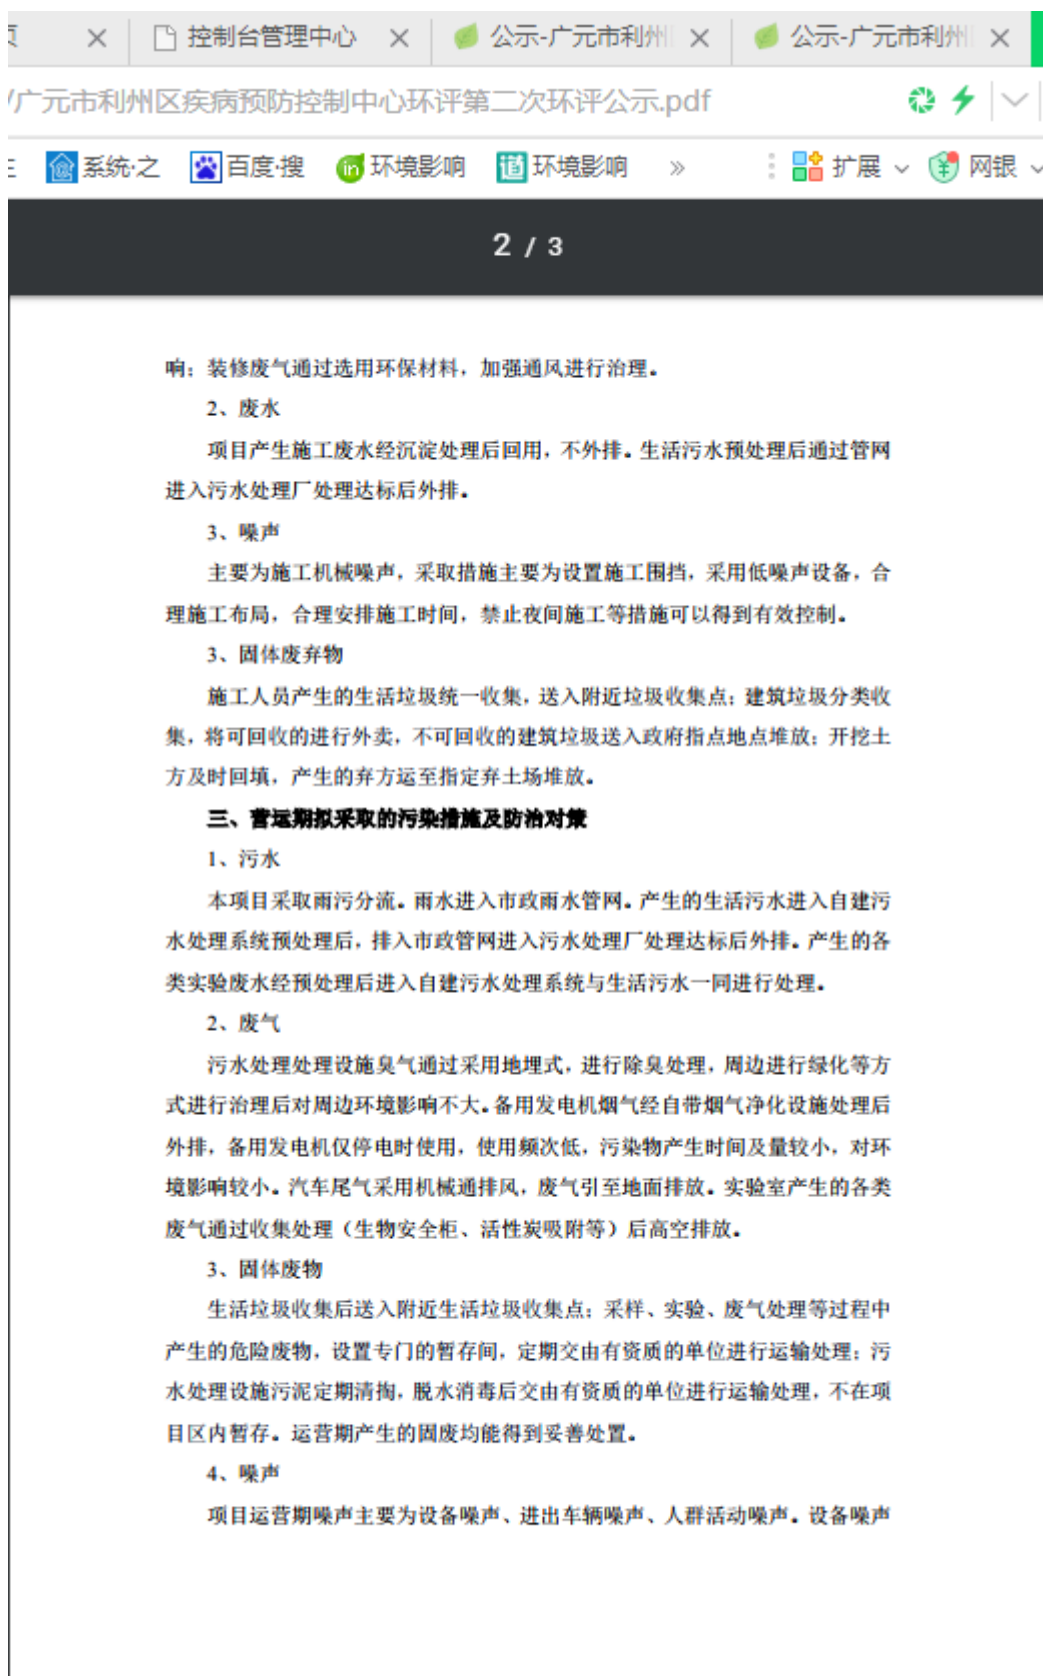 页 控制台管理中心 公示-广元市利州 公示-广元市利州
/广元市利州区疾病预防控制中心环评第二次环评公示.pdf
系统·之 百度·搜 环境影响 环境影响 » 扩展 网银
2 / 3
响；装修废气通过选用环保材料，加强通风进行治理。
2、废水
项目产生施工废水经沉淀处理后回用，不外排。生活污水预处理后通过管网
进入污水处理厂处理达标后外排。
3、噪声
主要为施工机械噪声，采取措施主要为设置施工围挡，采用低噪声设备，合
理施工布局，合理安排施工时间，禁止夜间施工等措施可以得到有效控制。
3、固体废弃物
施工人员产生的生活垃圾统一收集，送入附近垃圾收集点；建筑垃圾分类收
集，将可回收的进行外卖，不可回收的建筑垃圾送入政府指点地点堆放；开挖土
方及时回填，产生的弃方运至指定弃土场堆放。
三、营运期拟采取的污染措施及防治对策
1、污水
本项目采取雨污分流。雨水进入市政雨水管网。产生的生活污水进入自建污
水处理系统预处理后，排入市政管网进入污水处理厂处理达标后外排。产生的各
类实验废水经预处理后进入自建污水处理系统与生活污水一同进行处理。
2、废气
污水处理处理设施臭气通过采用地埋式，进行除臭处理，周边进行绿化等方
式进行治理后对周边环境影响不大。备用发电机烟气经自带烟气净化设施处理后
外排，备用发电机仅停电时使用，使用频次低，污染物产生时间及量较小，对环
境影响较小。汽车尾气采用机械通排风，废气引至地面排放。实验室产生的各类
废气通过收集处理（生物安全柜、活性炭吸附等）后高空排放。
3、固体废物
生活垃圾收集后送入附近生活垃圾收集点；采样、实验、废气处理等过程中
产生的危险废物，设置专门的暂存间，定期交由有资质的单位进行运输处理；污
水处理设施污泥定期清掏，脱水消毒后交由有资质的单位进行运输处理，不在项
目区内暂存。运营期产生的固废均能得到妥善处置。
4、噪声
项目运营期噪声主要为设备噪声、进出车辆噪声、人群活动噪声。设备噪声